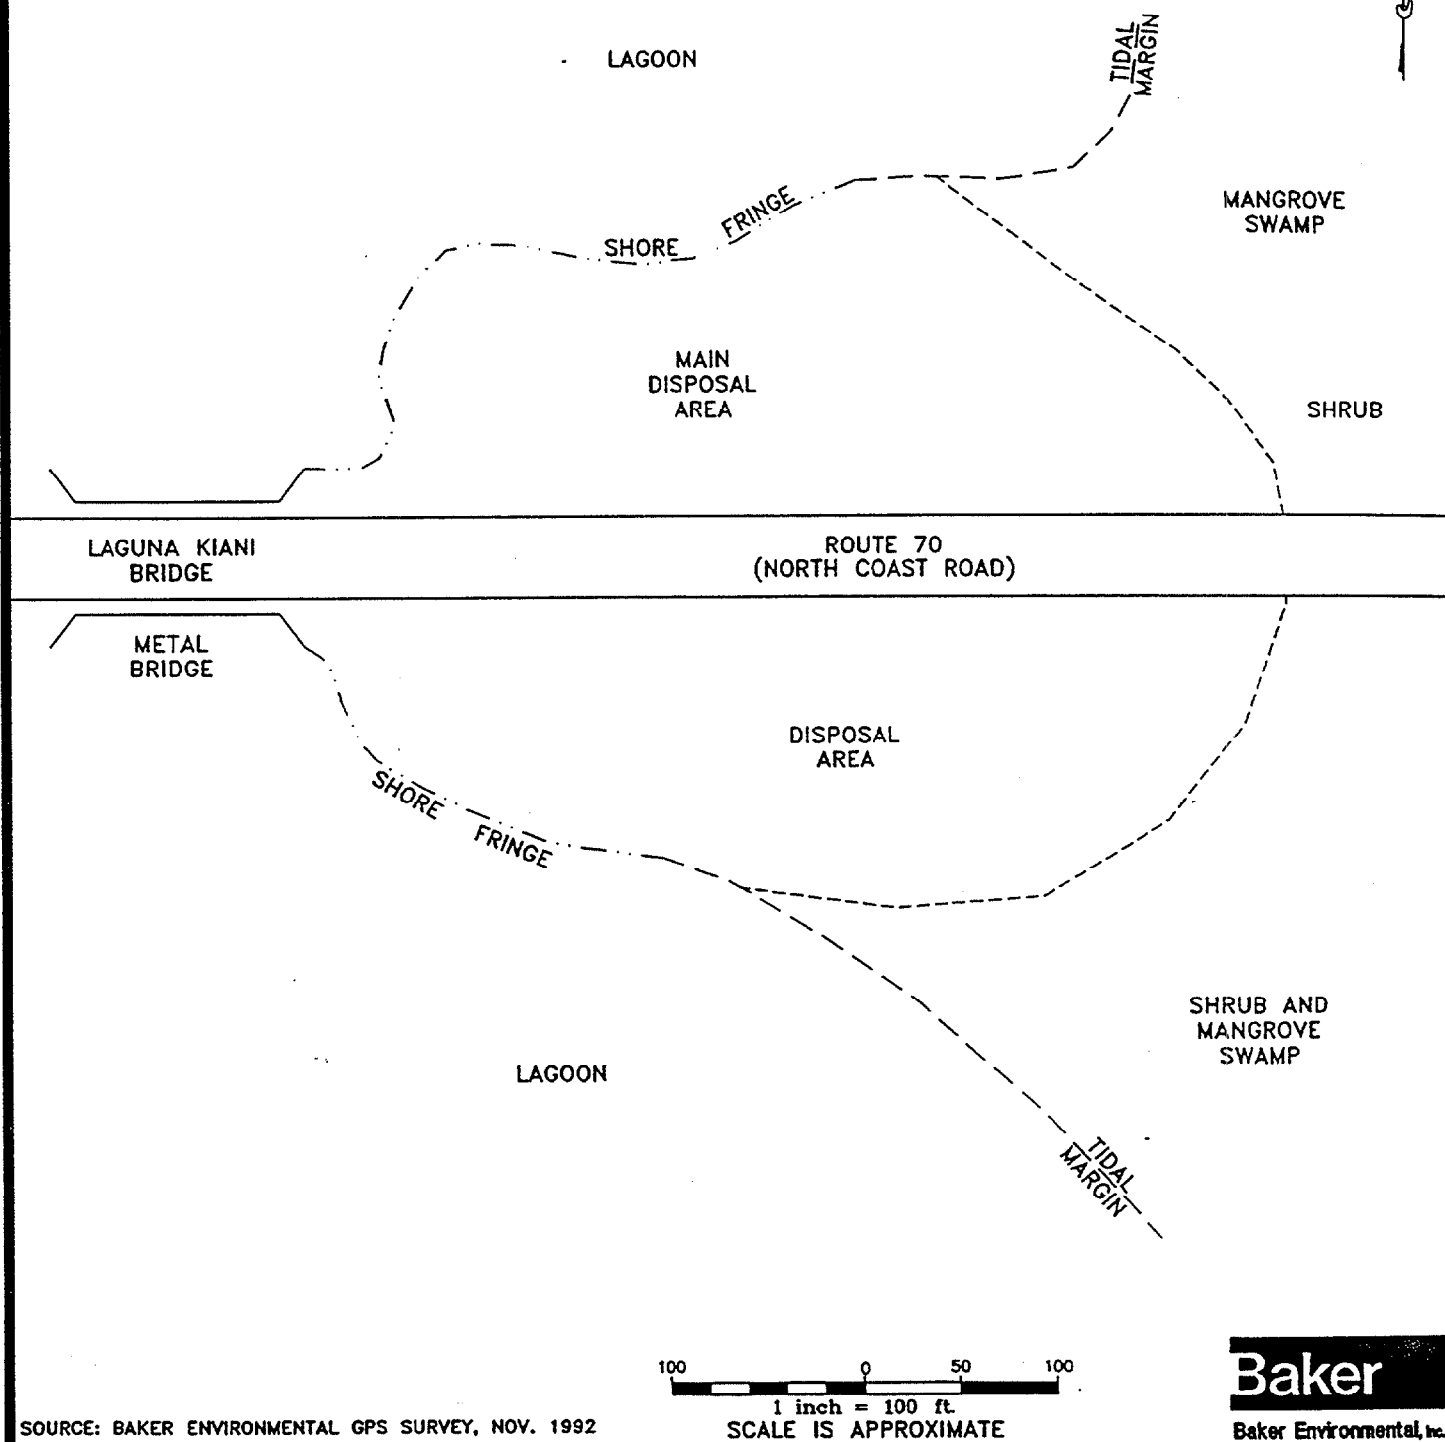 LAGOON
TIDAL
MARGIN
MANGROVE
SWAMP
SHORE FRINGE
MAIN
DISPOSAL
AREA
SHRUB
LAGUNA KIANI
BRIDGE
ROUTE 70
(NORTH COAST ROAD)
METAL
BRIDGE
DISPOSAL
AREA
SHORE FRINGE
SHRUB AND
MANGROVE
SWAMP
LAGOON
TIDAL
MARGIN
100 0 50 100
1 inch = 100 ft.
SCALE IS APPROXIMATE
SOURCE: BAKER ENVIRONMENTAL GPS SURVEY, NOV. 1992
Baker
Baker Environmental, Inc.